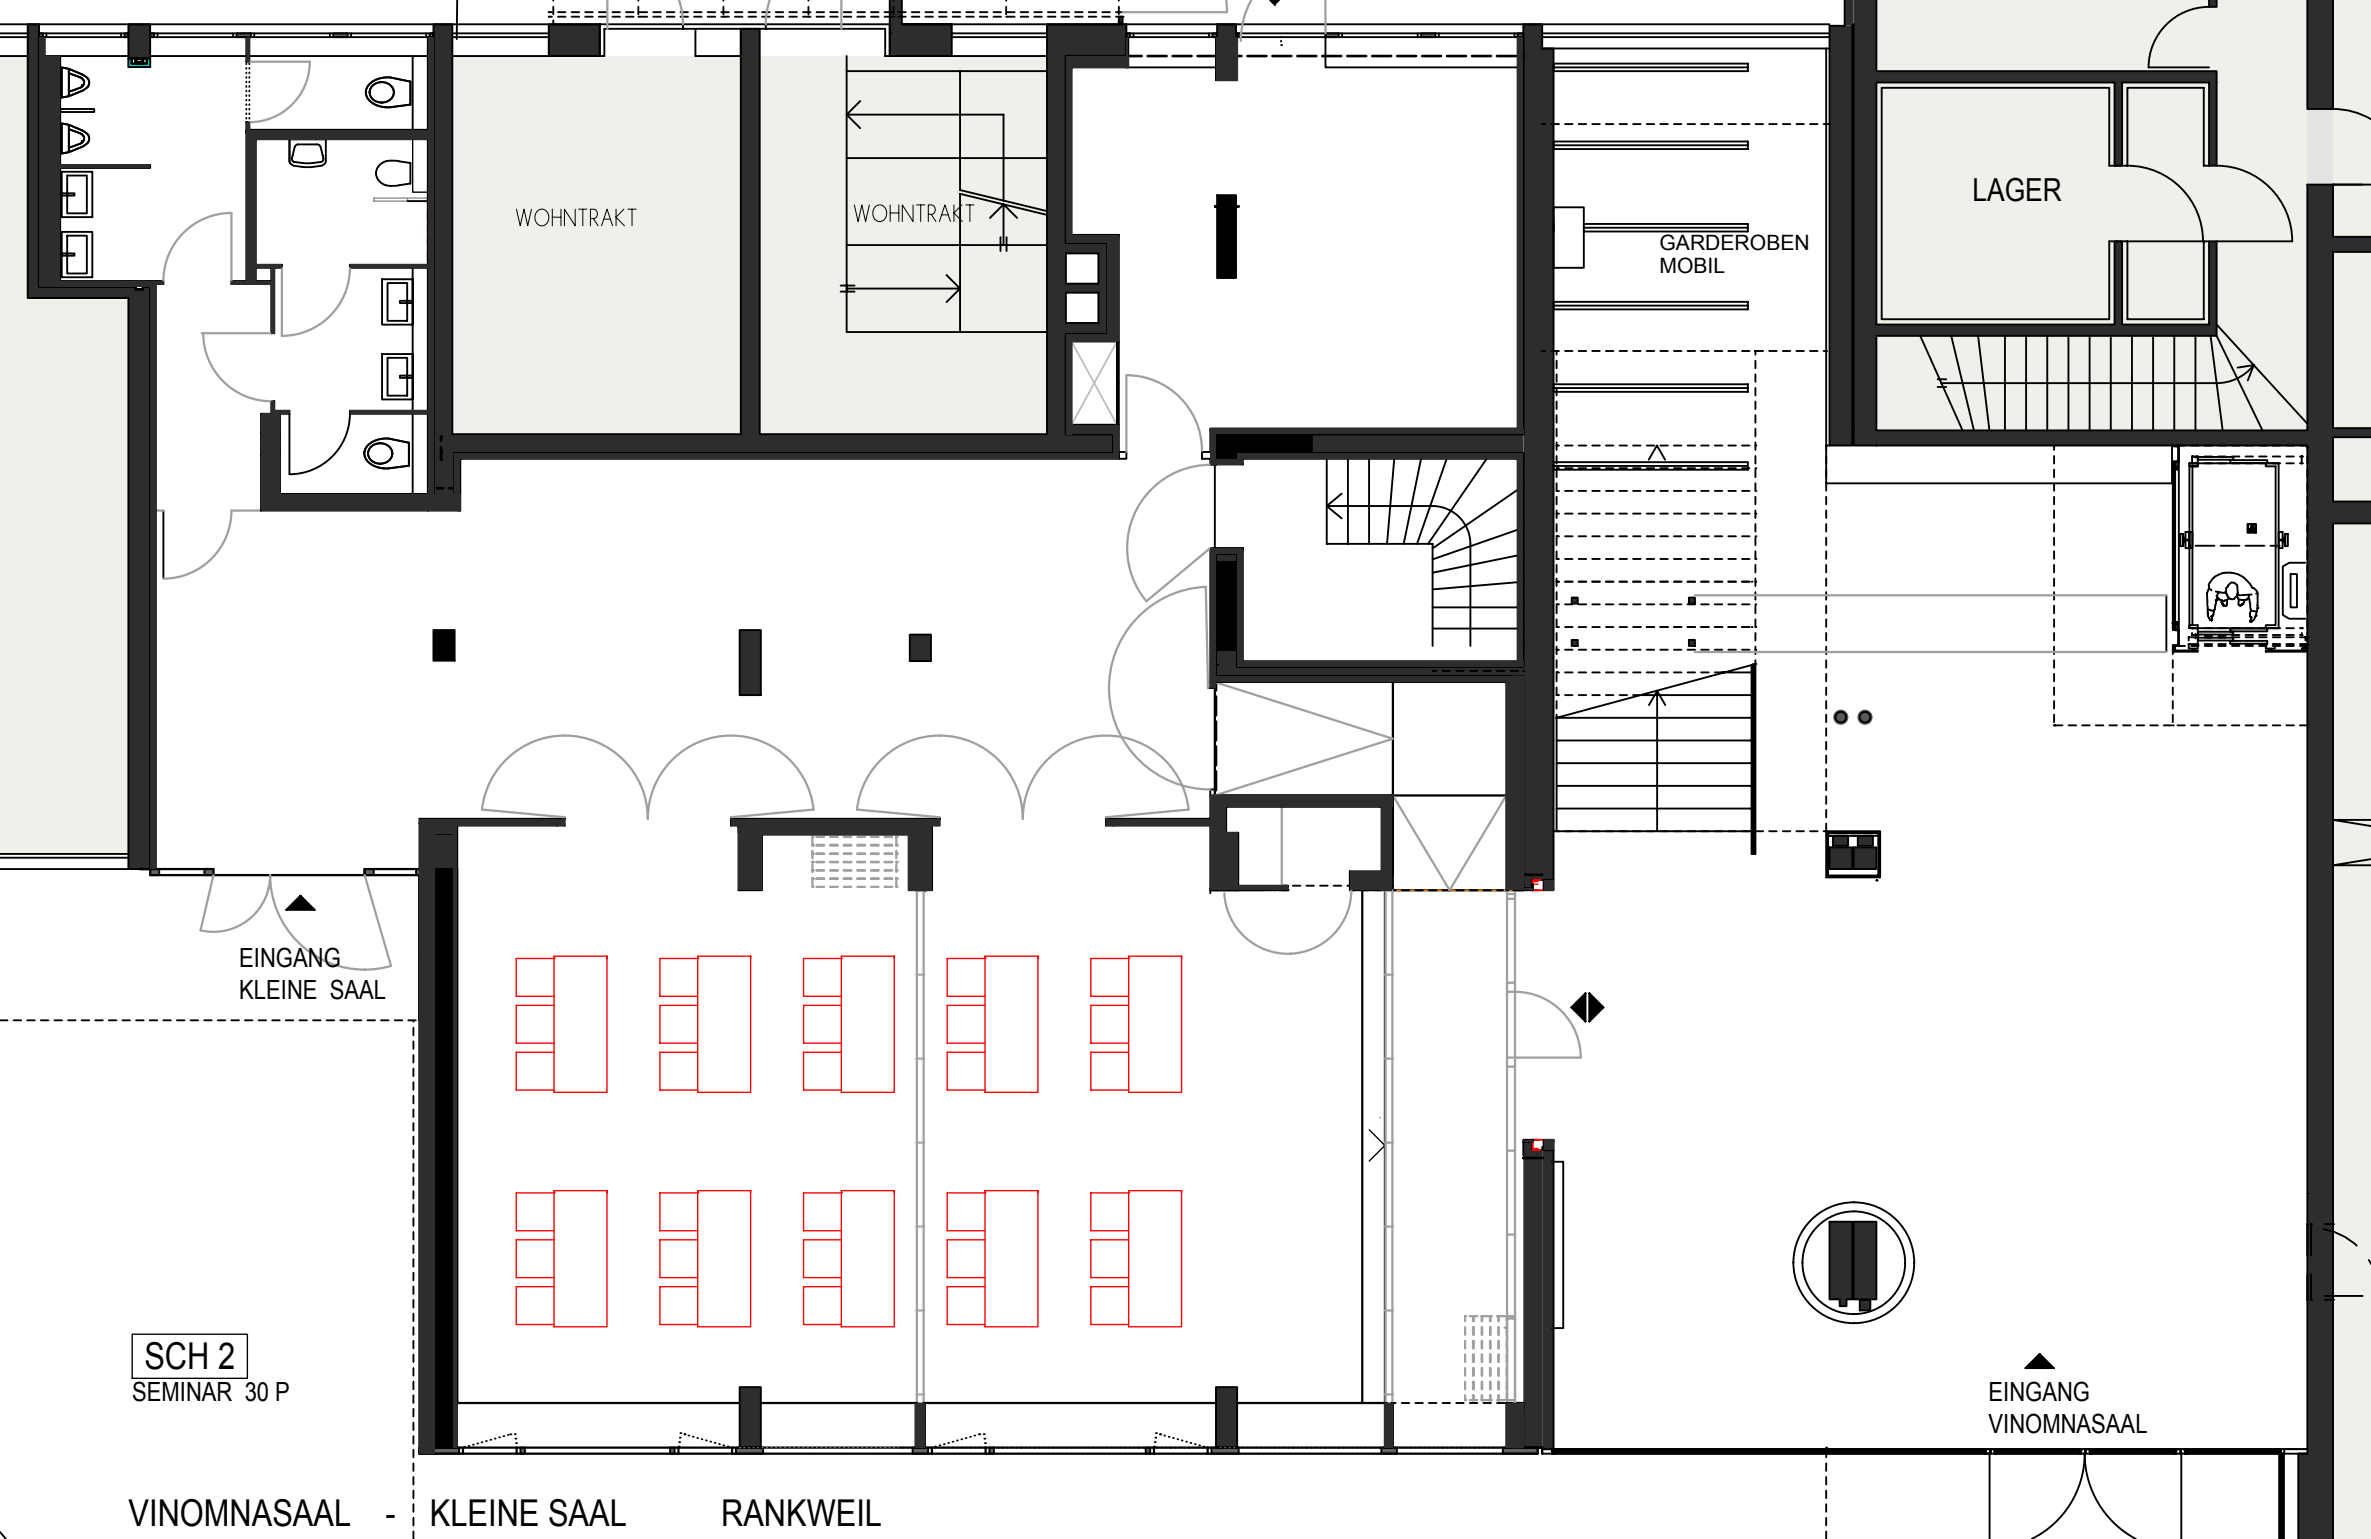 WOHNTRAKT
WOHNTRAKT
LAGER
GARDEROBEN
MOBIL
EINGANG
KLEINE SAAL
SCH 2
SEMINAR 30 P
EINGANG
VINOMNASAAL
VINOMNASAAL - KLEINE SAAL RANKWEIL